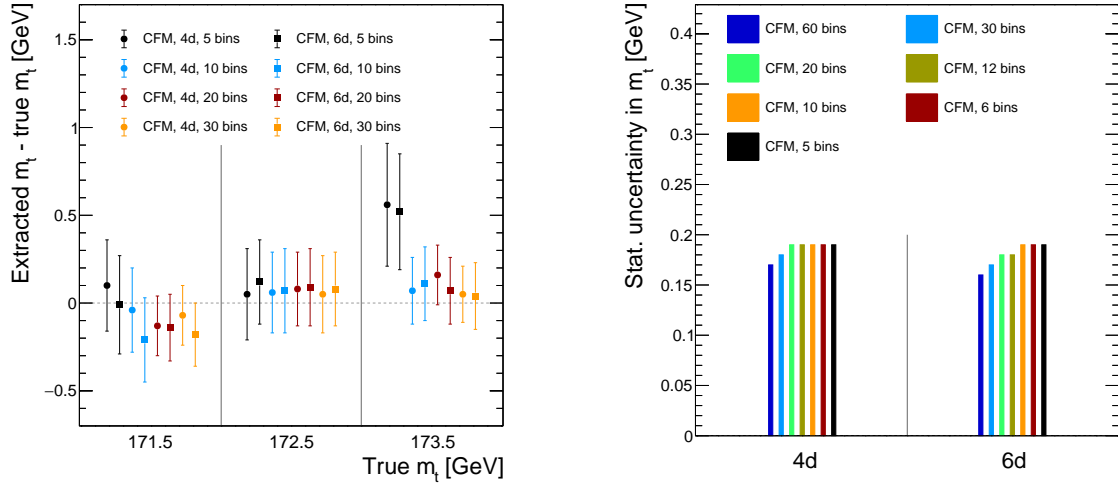 Extracted m_t - true m_t [GeV]
1.5
1
0.5
0
−0.5
CFM, 4d, 5 bins
CFM, 4d, 10 bins
CFM, 4d, 20 bins
CFM, 4d, 30 bins
CFM, 6d, 5 bins
CFM, 6d, 10 bins
CFM, 6d, 20 bins
CFM, 6d, 30 bins
171.5 172.5 173.5
True m_t [GeV]
Stat. uncertainty in m_t [GeV]
0.4
0.35
0.3
0.25
0.2
0.15
0.1
0.05
0
CFM, 60 bins
CFM, 20 bins
CFM, 10 bins
CFM, 5 bins
CFM, 30 bins
CFM, 12 bins
CFM, 6 bins
4d 6d